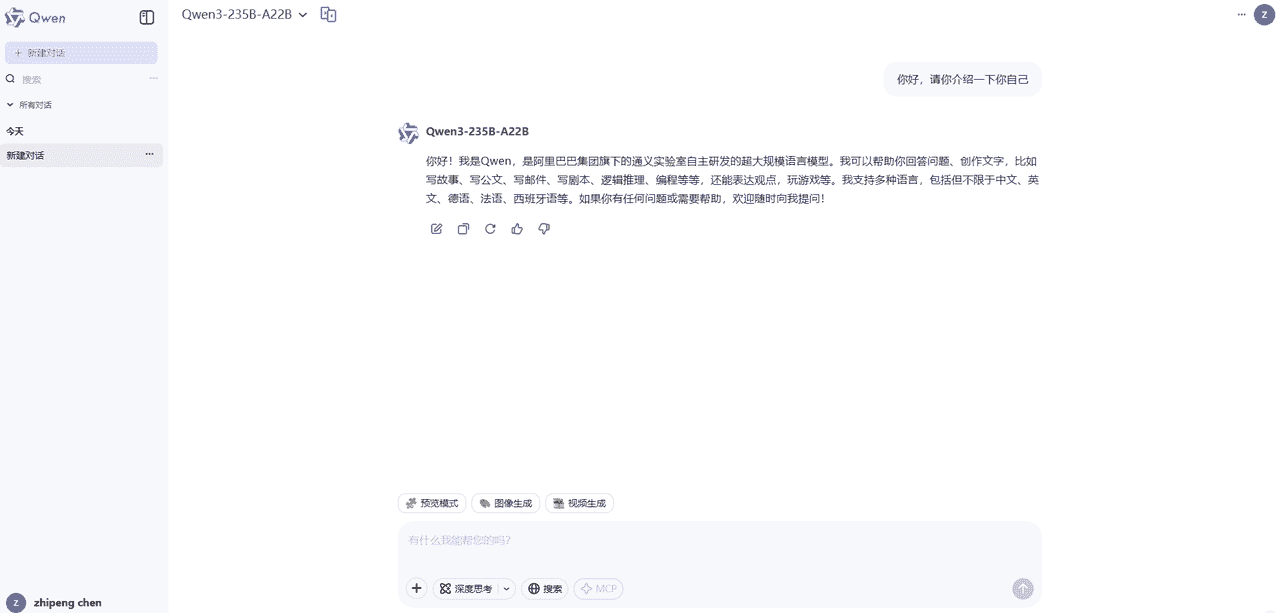 Qwen
Qwen3-235B-A22B
Z
+ 新建对话
搜索
所有对话
今天
新建对话
你好，请你介绍一下你自己
Qwen3-235B-A22B
你好！我是Qwen，是阿里巴巴集团旗下的通义实验室自主研发的超大规模语言模型。我可以帮助你回答问题、创作文字，比如
写故事、写公文、写邮件、写剧本、逻辑推理、编程等等，还能表达观点，玩游戏等。我支持多种语言，包括但不限于中文、英
文、德语、法语、西班牙语等。如果你有任何问题或需要帮助，欢迎随时向我提问！
预览模式 图像生成 视频生成
有什么我能帮您的吗？
深度思考 搜索 MCP
Z zhipeng chen